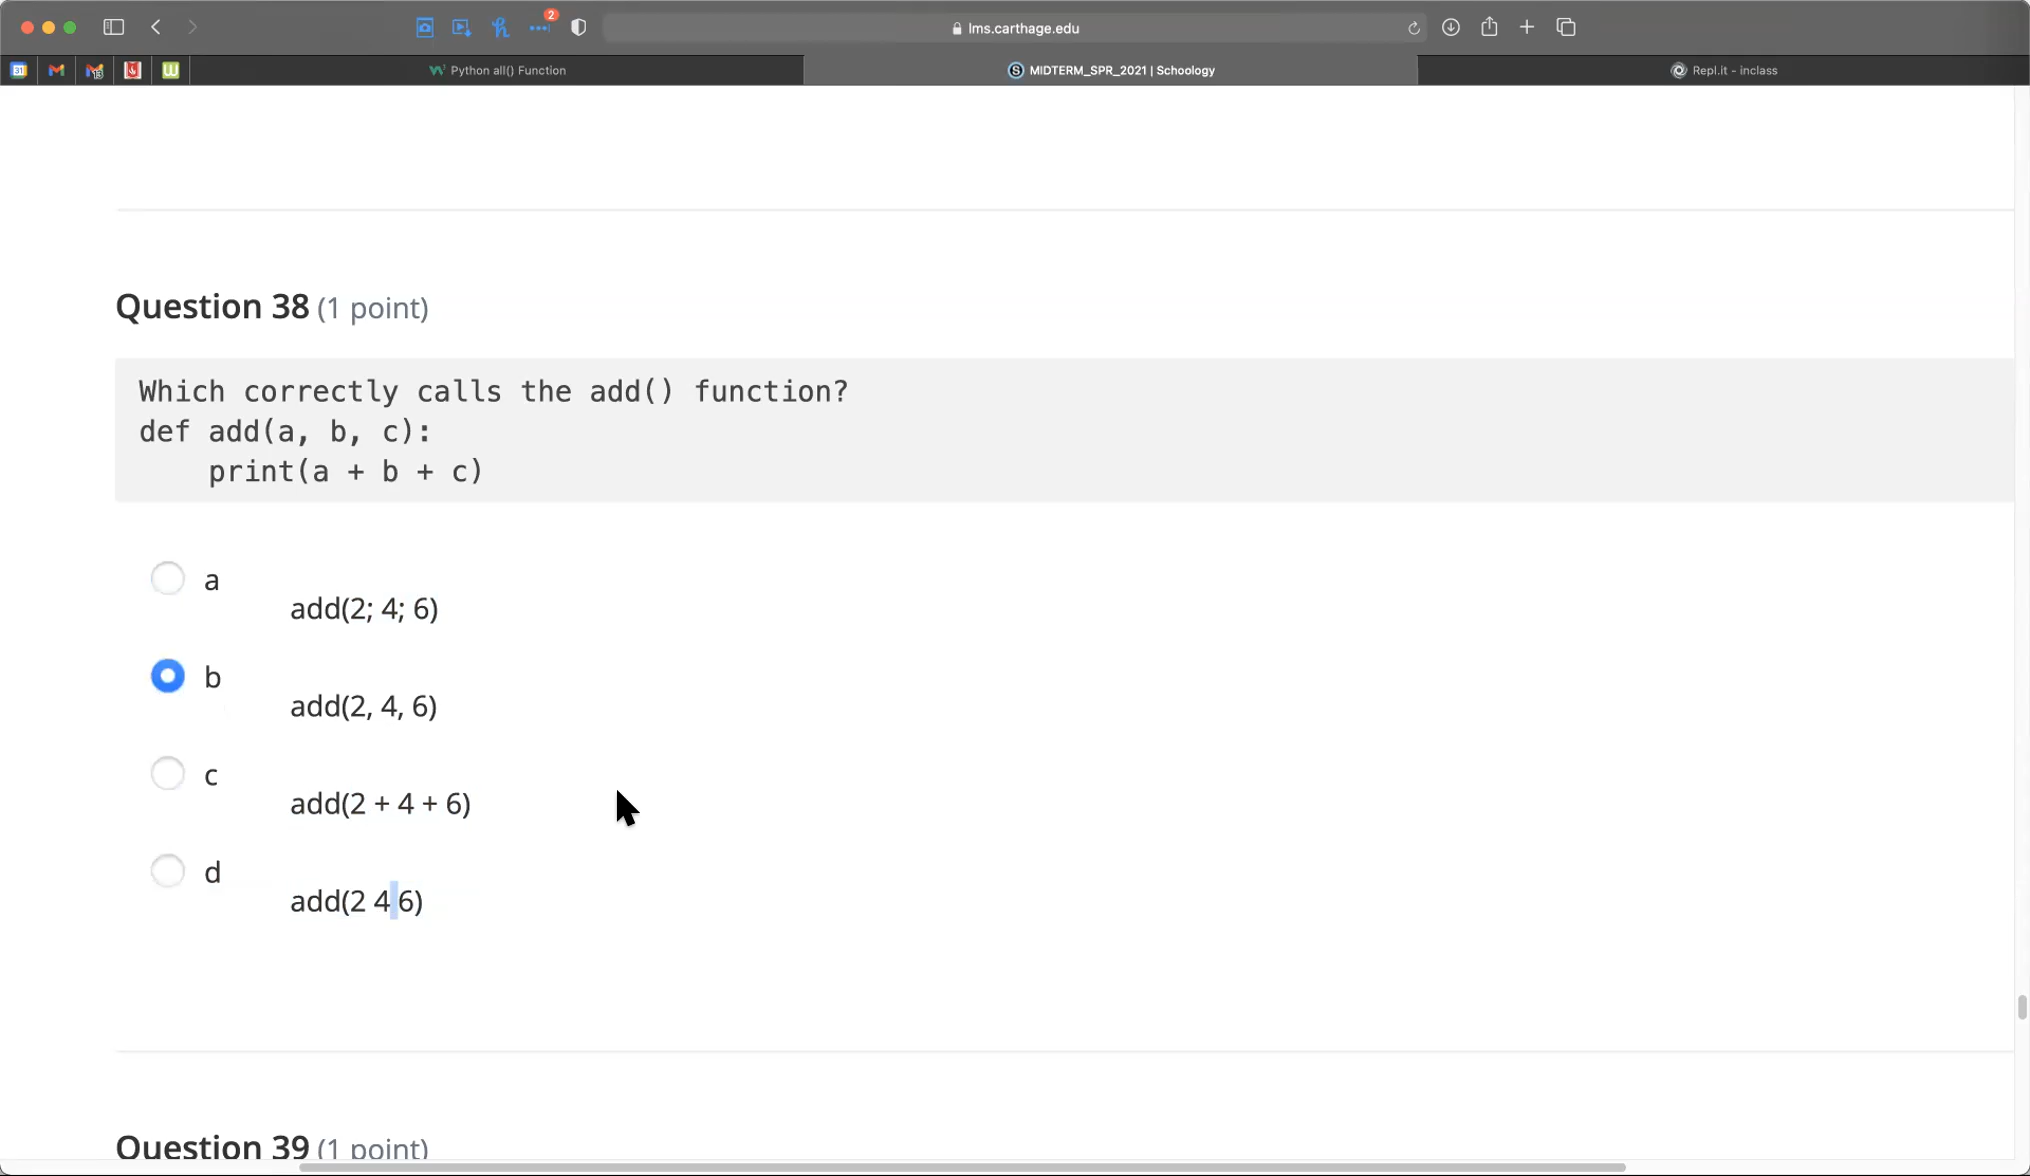 2
lms.carthage.edu
31
Python all() Function
MIDTERM_SPR_2021 | Schoology
Repl.it - inclass
Question 38 (1 point)
Which correctly calls the add() function?
def add(a, b, c):
    print(a + b + c)
a
add(2; 4; 6)
b
add(2, 4, 6)
c
add(2 + 4 + 6)
d
add(2 4 6)
Question 39 (1 point)